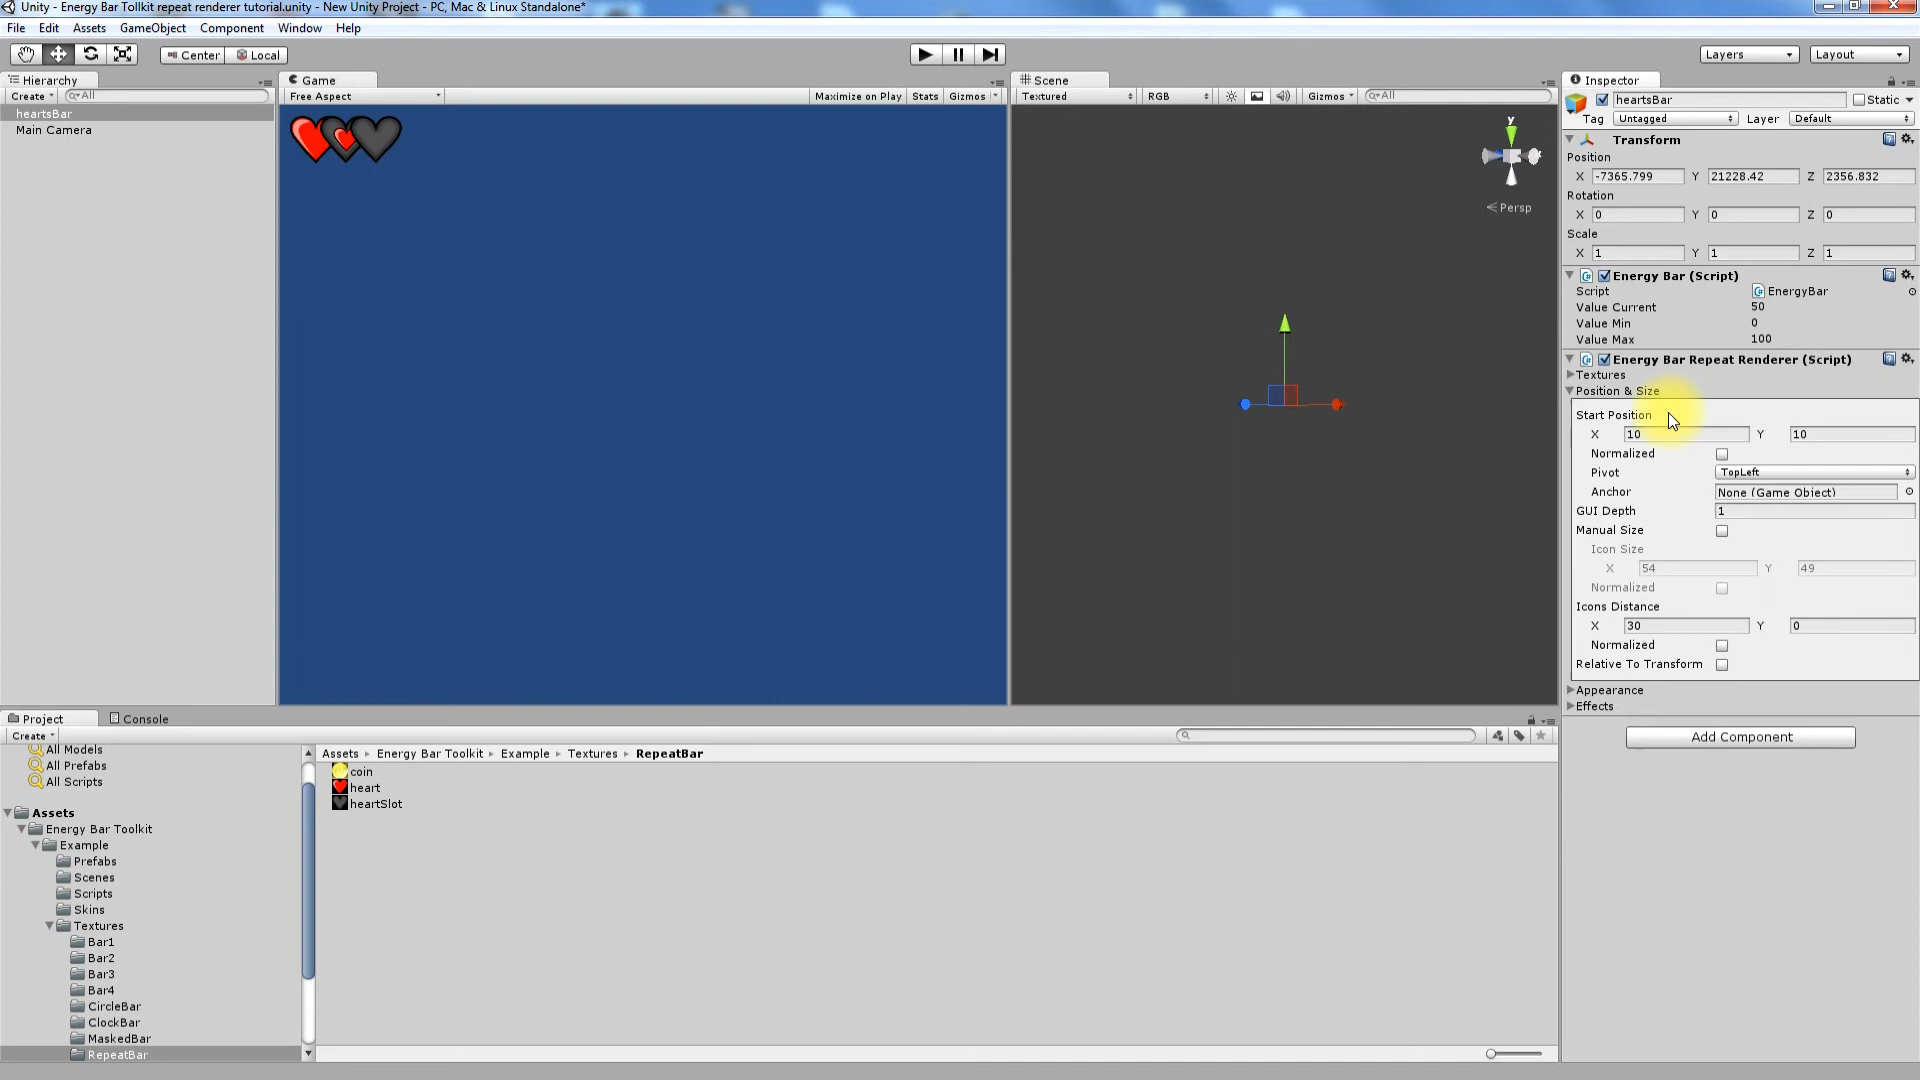 Unity - Energy Bar Tollkit repeat renderer tutorial.unity - New Unity Project - PC, Mac & Linux Standalone*
File Edit Assets GameObject Component Window Help
Center Local
Layers Layout
Hierarchy
Create All
heartsBar
Main Camera
Game
Free Aspect Maximize on Play Stats Gizmos
Scene
Textured RGB Gizmos All
y
Persp
Inspector
heartsBar Static
Tag Untagged Layer Default
Transform
Position
X -7365.799 Y 21228.42 Z 2356.832
Rotation
X 0 Y 0 Z 0
Scale
X 1 Y 1 Z 1
Energy Bar (Script)
Script EnergyBar
Value Current 50
Value Min 0
Value Max 100
Energy Bar Repeat Renderer (Script)
Textures
Position & Size
Start Position
X 10 Y 10
Normalized
Pivot TopLeft
Anchor None (Game Object)
GUI Depth 1
Manual Size
Icon Size
X 54 Y 49
Normalized
Icons Distance
X 30 Y 0
Normalized
Relative To Transform
Appearance
Effects
Add Component
Project Console
Create
All Models
All Prefabs
All Scripts
Assets
Energy Bar Toolkit
Example
Prefabs
Scenes
Scripts
Skins
Textures
Bar1
Bar2
Bar3
Bar4
CircleBar
ClockBar
MaskedBar
RepeatBar
Assets Energy Bar Toolkit Example Textures RepeatBar
coin
heart
heartSlot